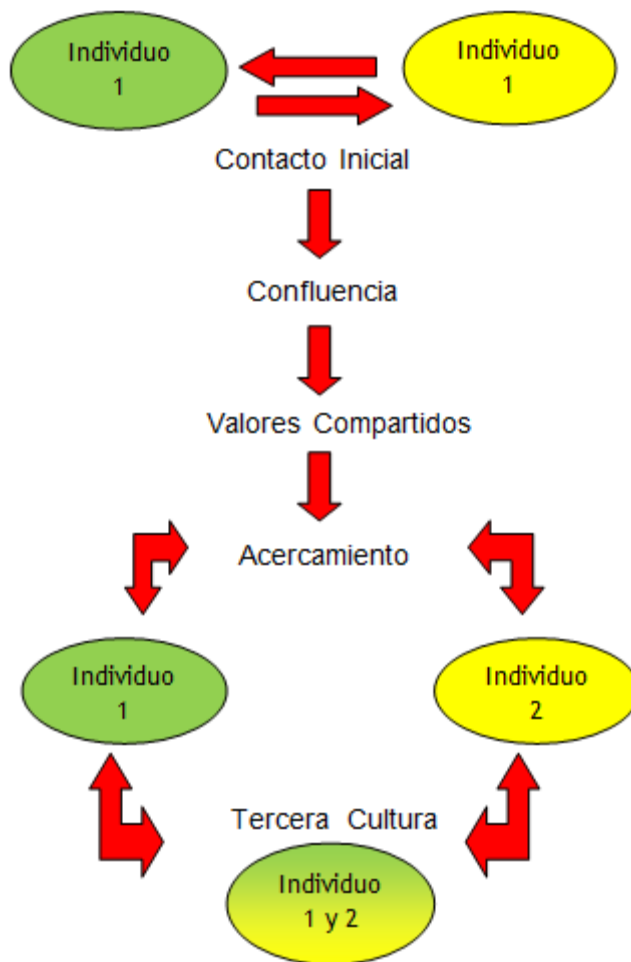 Individuo
1
Individuo
1
Contacto Inicial
Confluencia
Valores Compartidos
Acercamiento
Individuo
1
Individuo
2
Tercera Cultura
Individuo
1 y 2